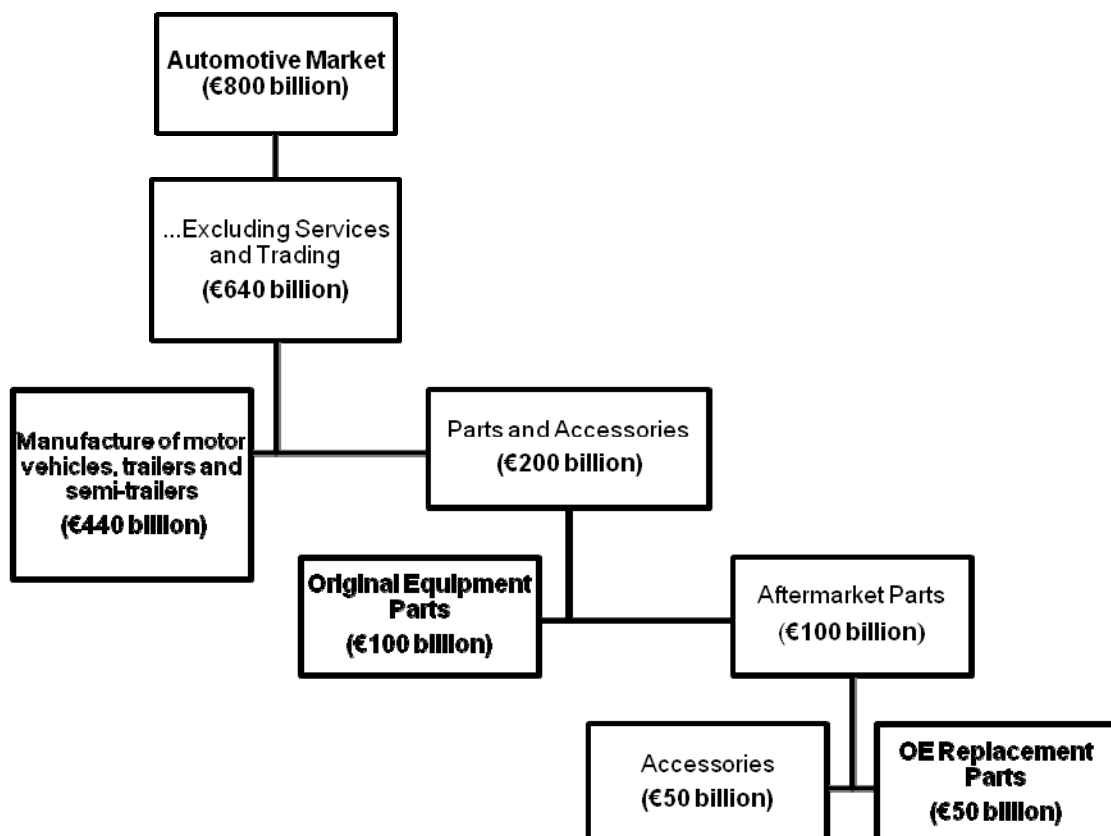 Automotive Market
(€800 billion)
...Excluding Services
and Trading
(€640 billion)
Manufacture of motor
vehicles, trailers and
semi-trailers
(€440 billion)
Parts and Accessories
(€200 billion)
Original Equipment
Parts
(€100 billion)
Aftermarket Parts
(€100 billion)
Accessories
(€50 billion)
OE Replacement
Parts
(€50 billion)